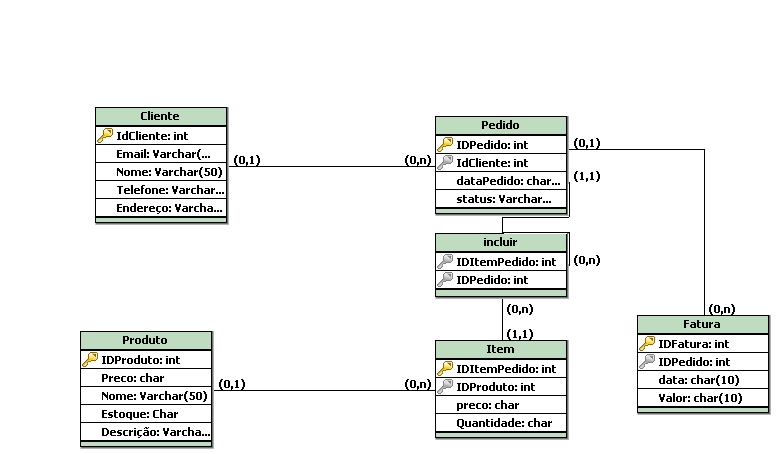 Cliente
IdCliente: int
Email: Varchar(...
Nome: Varchar(50)
Telefone: Varchar...
Endereço: Varcha...
(0,1)
(0,n)
Pedido
IDPedido: int
IdCliente: int
dataPedido: char...
status: Varchar...
(0,1)
(1,1)
incluir
IDItemPedido: int
IDPedido: int
(0,n)
(0,n)
(1,1)
(0,n)
Produto
IDProduto: int
Preco: char
Nome: Varchar(50)
Estoque: Char
Descrição: Varcha...
(0,1)
(0,n)
Item
IDItemPedido: int
IDProduto: int
preco: char
Quantidade: char
Fatura
IDFatura: int
IDPedido: int
data: char(10)
Valor: char(10)